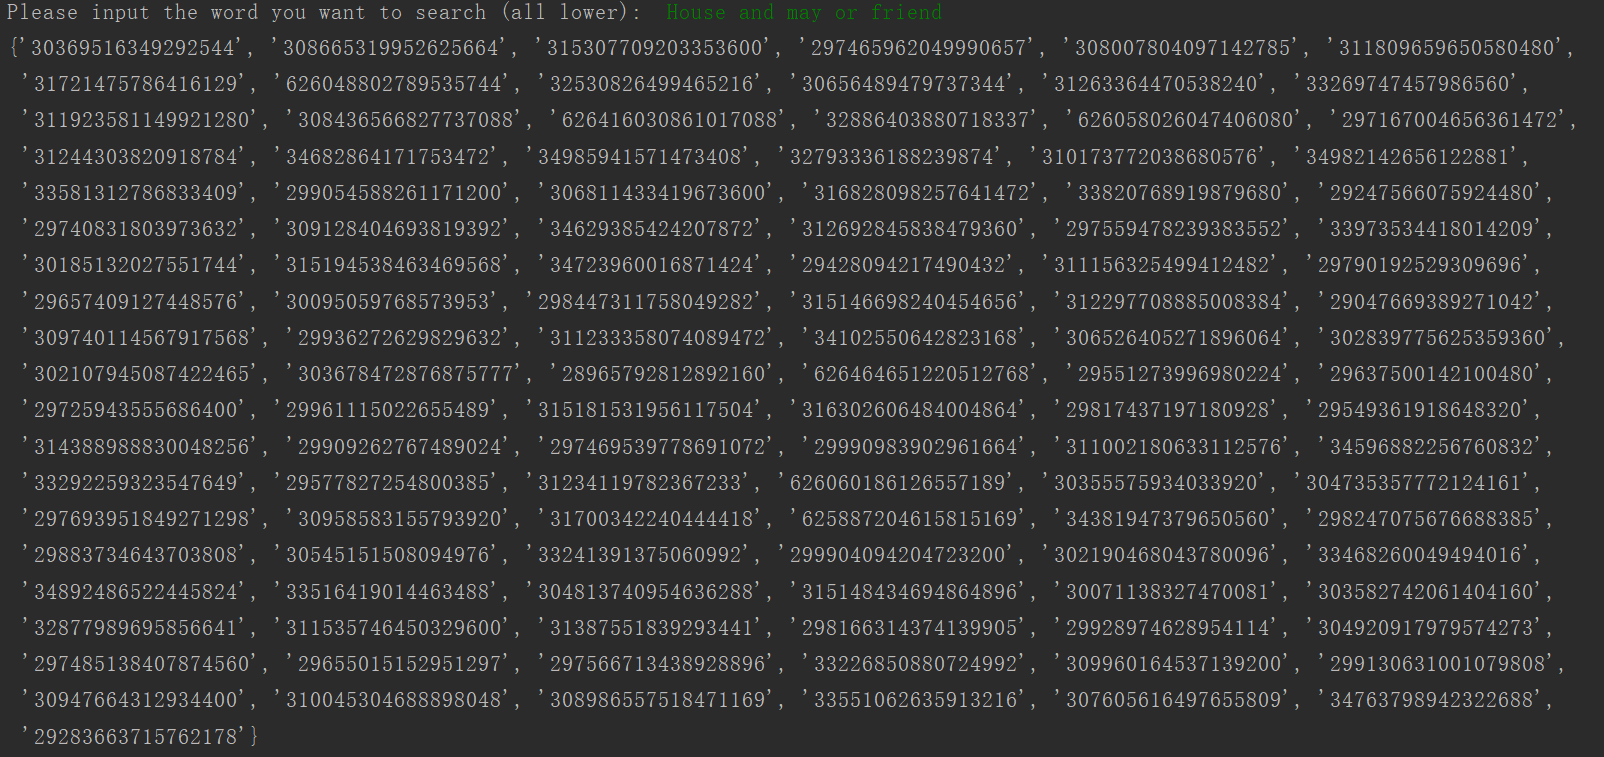 Please input the word you want to search (all lower):  House and may or friend
{'30369516349292544', '308665319952625664', '315307709203353600', '297465962049990657', '308007804097142785', '311809659650580480',
'31721475786416129', '626048802789535744', '32530826499465216', '30656489479737344', '31263364470538240', '33269747457986560',
'311923581149921280', '308436566827737088', '626416030861017088', '32886403880718337', '6260580260474​06080', '297167004656361472',
'31244303820918784', '34682864171753472', '34985941571473408', '32793336188239874', '310173772038680576', '34982142656122881',
'33581312786833409', '299054588261171200', '306811433419673600', '316828098257641472', '33820768919879680', '29247566075924480',
'29740831803973632', '309128404693819392', '34629385424207872', '312692845838479360', '297559478239383552', '33973534418014209',
'30185132027551744', '315194538463469568', '34723960016871424', '29428094217490432', '311156325499412482', '29790192529309696',
'29657409127448576', '30095059768573953', '298447311758049282', '315146698240454656', '312297708885008384', '29047669389271042',
'309740114567917568', '29936272629829632', '311233358074089472', '34102550642823168', '306526405271896064', '302839775625359360',
'302107945087422465', '303678472876875777', '28965792812892160', '626464651220512768', '29551273996980224', '29637500142100480',
'29725943555686400', '29961115022655489', '315181531956117504', '316302606484004864', '29817437197180928', '29549361918648320',
'314388988830048256', '29909262767489024', '297469539778691072', '29990983902961664', '311002180633112576', '34596882256760832',
'33292259323547649', '29577827254800385', '31234119782367233', '626060186126557189', '30355575934033920', '304735357772124161',
'297693951849271298', '30958583155793920', '31700342240444418', '625887204615815169', '34381947379650560', '298247075676688385',
'29883734643703808', '30545151508094976', '33241391375060992', '299904094204723200', '302190468043780096', '33468260049494016',
'34892486522445824', '33516419014463488', '304813740954636288', '315148434694864896', '30071138327470081', '303582742061404160',
'32877989695856641', '311535746450329600', '31387551839293441', '298166314374139905', '29928974628954114', '304920917979574273',
'297485138407874560', '29655015152951297', '297566713438928896', '33226850880724992', '309960164537139200', '299130631001079808',
'30947664312934400', '310045304688898048', '308986557518471169', '33551062635913216', '307605616497655809', '34763798942322688',
'29283663715762178'}